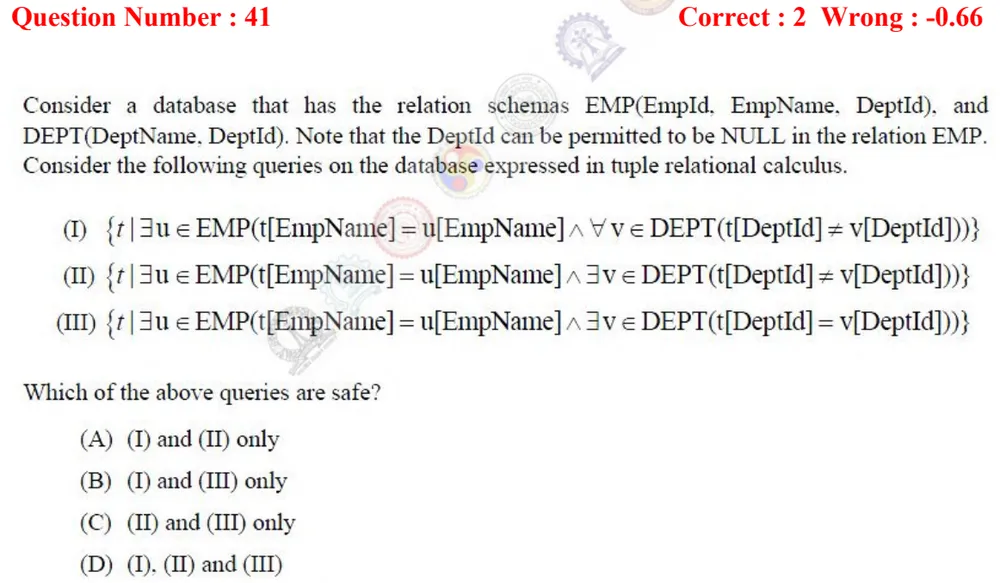 Question Number : 41 Correct : 2 Wrong : -0.66
Consider a database that has the relation schemas EMP(EmpId, EmpName, DeptId), and
DEPT(DeptName, DeptId). Note that the DeptId can be permitted to be NULL in the relation EMP.
Consider the following queries on the database expressed in tuple relational calculus.
(I) {t | ∃u ∈ EMP(t[EmpName] = u[EmpName] ∧ ∀ v ∈ DEPT(t[DeptId] ≠ v[DeptId]))}
(II) {t | ∃u ∈ EMP(t[EmpName] = u[EmpName] ∧ ∃v ∈ DEPT(t[DeptId] ≠ v[DeptId]))}
(III) {t | ∃u ∈ EMP(t[EmpName] = u[EmpName] ∧ ∃v ∈ DEPT(t[DeptId] = v[DeptId]))}
Which of the above queries are safe?
(A) (I) and (II) only
(B) (I) and (III) only
(C) (II) and (III) only
(D) (I), (II) and (III)